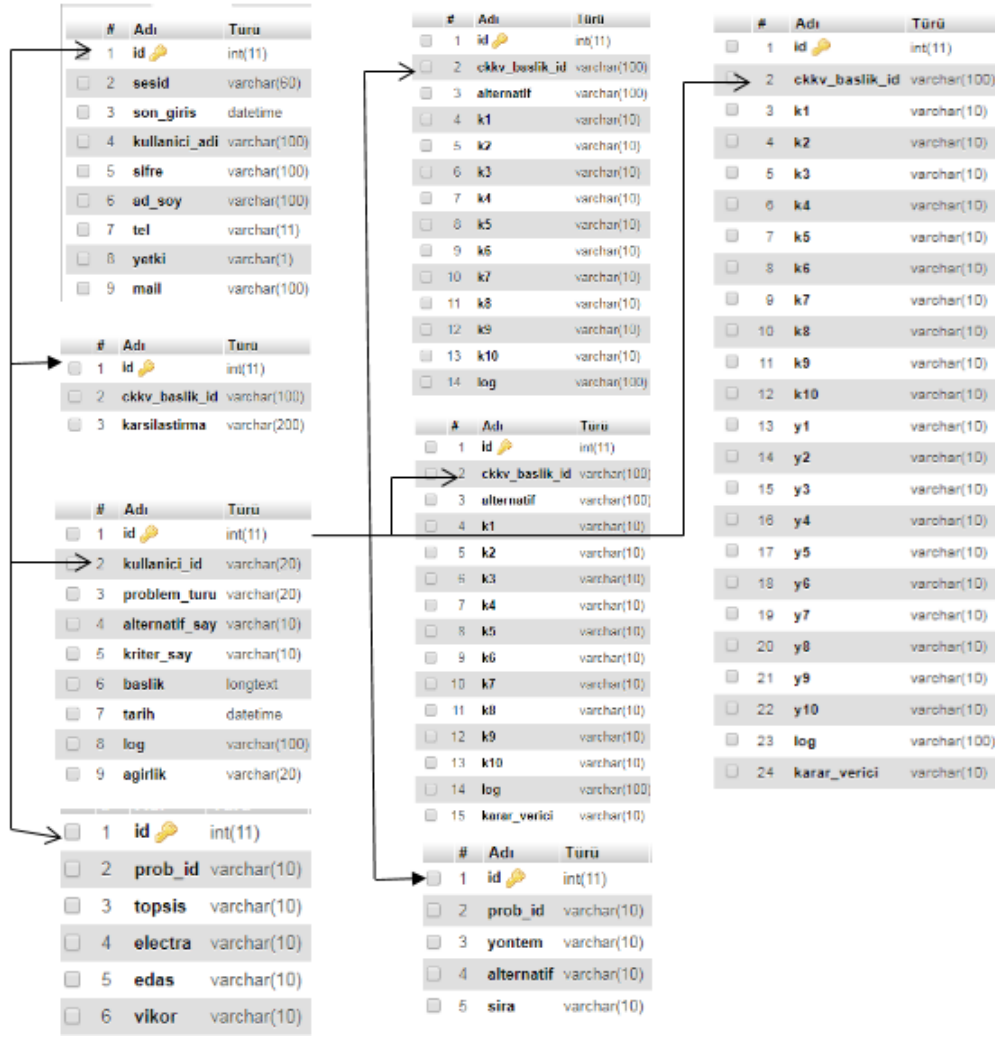 # Adı Türü
1 id int(11)
2 sesid varchar(60)
3 son_giris datetime
4 kullanici_adi varchar(100)
5 sifre varchar(100)
6 ad_soy varchar(100)
7 tel varchar(11)
8 yetki varchar(1)
9 mail varchar(100)
# Adı Türü
1 id int(11)
2 ckkv_baslik_id varchar(100)
3 karsilastirma varchar(200)
# Adı Türü
1 id int(11)
2 kullanici_id varchar(20)
3 problem_turu varchar(20)
4 alternatif_say varchar(10)
5 kriter_say varchar(10)
6 baslik longtext
7 tarih datetime
8 log varchar(100)
9 agirlik varchar(20)
1 id int(11)
2 prob_id varchar(10)
3 topsis varchar(10)
4 electra varchar(10)
5 edas varchar(10)
6 vikor varchar(10)
# Adı Türü
1 id int(11)
2 ckkv_baslik_id varchar(100)
3 alternatif varchar(100)
4 k1 varchar(10)
5 k2 varchar(10)
6 k3 varchar(10)
7 k4 varchar(10)
8 k5 varchar(10)
9 k6 varchar(10)
10 k7 varchar(10)
11 k8 varchar(10)
12 k9 varchar(10)
13 k10 varchar(10)
14 log varchar(100)
# Adı Türü
1 id int(11)
2 ckkv_baslik_id varchar(100)
3 alternatif varchar(100)
4 k1 varchar(10)
5 k2 varchar(10)
6 k3 varchar(10)
7 k4 varchar(10)
8 k5 varchar(10)
9 k6 varchar(10)
10 k7 varchar(10)
11 k8 varchar(10)
12 k9 varchar(10)
13 k10 varchar(10)
14 log varchar(100)
15 karar_verici varchar(10)
# Adı Türü
1 id int(11)
2 prob_id varchar(10)
3 yontem varchar(10)
4 alternatif varchar(10)
5 sira varchar(10)
# Adı Türü
1 id int(11)
2 ckkv_baslik_id varchar(100)
3 k1 varchar(10)
4 k2 varchar(10)
5 k3 varchar(10)
6 k4 varchar(10)
7 k5 varchar(10)
8 k6 varchar(10)
9 k7 varchar(10)
10 k8 varchar(10)
11 k9 varchar(10)
12 k10 varchar(10)
13 y1 varchar(10)
14 y2 varchar(10)
15 y3 varchar(10)
16 y4 varchar(10)
17 y5 varchar(10)
18 y6 varchar(10)
19 y7 varchar(10)
20 y8 varchar(10)
21 y9 varchar(10)
22 y10 varchar(10)
23 log varchar(100)
24 karar_verici varchar(10)